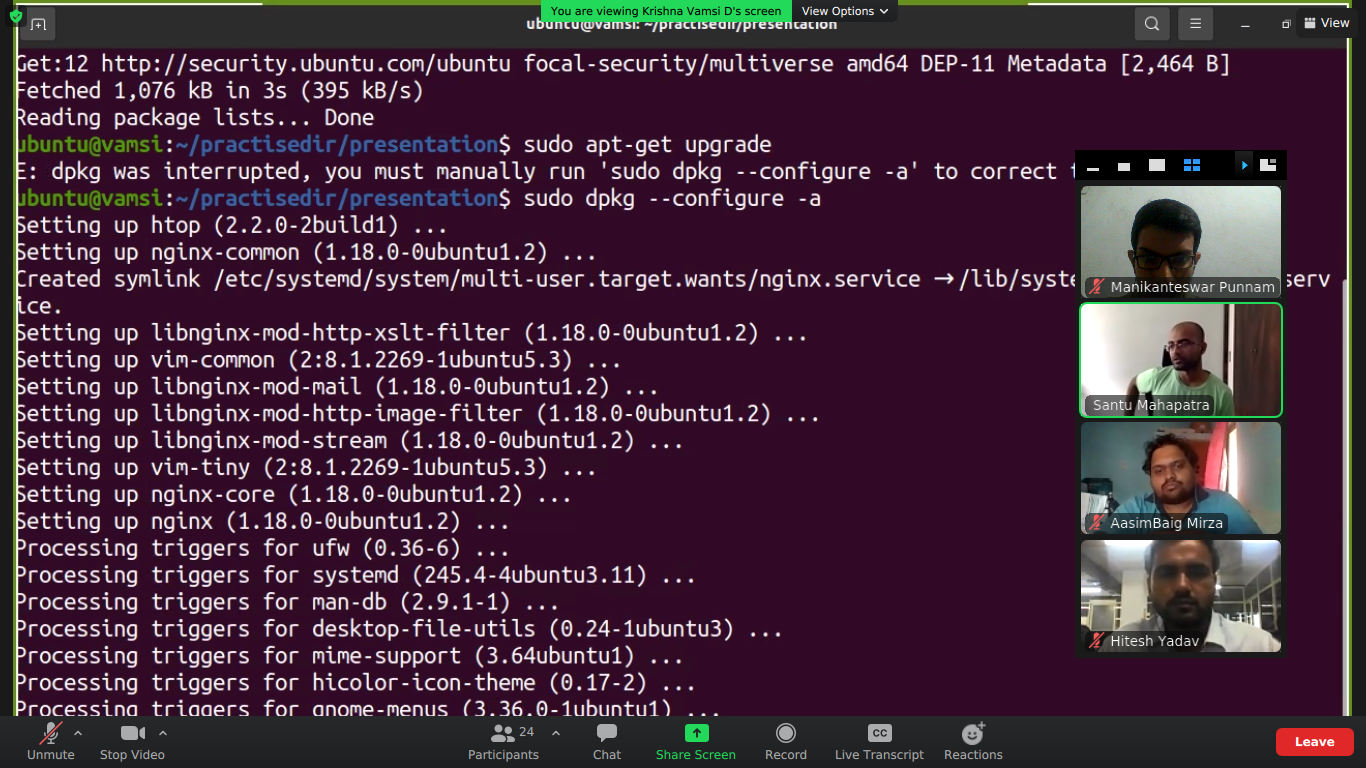 You are viewing Krishna Vamsi D's screen
View Options
ubuntu@vamsi: ~/practisedir/presentation
View
Get:12 http://security.ubuntu.com/ubuntu focal-security/multiverse amd64 DEP-11 Metadata [2,464 B]
Fetched 1,076 kB in 3s (395 kB/s)
Reading package lists... Done
ubuntu@vamsi:~/practisedir/presentation$ sudo apt-get upgrade
E: dpkg was interrupted, you must manually run 'sudo dpkg --configure -a' to correct
ubuntu@vamsi:~/practisedir/presentation$ sudo dpkg --configure -a
Setting up htop (2.2.0-2build1) ...
Setting up nginx-common (1.18.0-0ubuntu1.2) ...
Created symlink /etc/systemd/system/multi-user.target.wants/nginx.service → /lib/syste serv
ice.
Setting up libnginx-mod-http-xslt-filter (1.18.0-0ubuntu1.2) ...
Setting up vim-common (2:8.1.2269-1ubuntu5.3) ...
Setting up libnginx-mod-mail (1.18.0-0ubuntu1.2) ...
Setting up libnginx-mod-http-image-filter (1.18.0-0ubuntu1.2) ...
Setting up libnginx-mod-stream (1.18.0-0ubuntu1.2) ...
Setting up vim-tiny (2:8.1.2269-1ubuntu5.3) ...
Setting up nginx-core (1.18.0-0ubuntu1.2) ...
Setting up nginx (1.18.0-0ubuntu1.2) ...
Processing triggers for ufw (0.36-6) ...
Processing triggers for systemd (245.4-4ubuntu3.11) ...
Processing triggers for man-db (2.9.1-1) ...
Processing triggers for desktop-file-utils (0.24-1ubuntu3) ...
Processing triggers for mime-support (3.64ubuntu1) ...
Processing triggers for hicolor-icon-theme (0.17-2) ...
Processing triggers for gnome-menus (3.36.0-1ubuntu1) ...
Manikanteswar Punnam
Santu Mahapatra
AasimBaig Mirza
Hitesh Yadav
Unmute
Stop Video
24
Participants
Chat
Share Screen
Record
CC
Live Transcript
Reactions
Leave